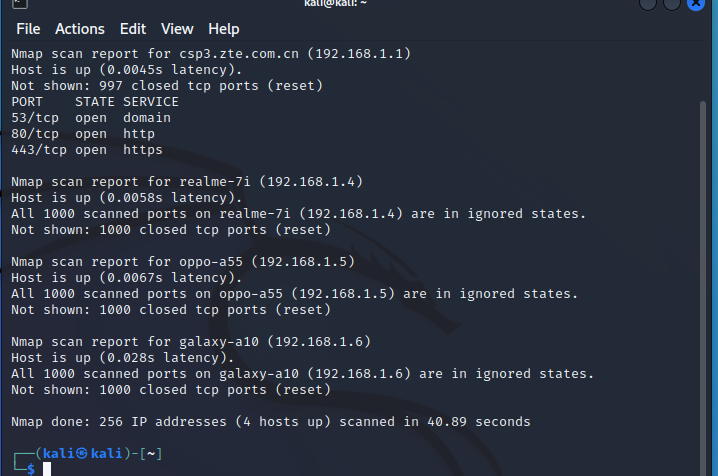 kali@kali: ~
File Actions Edit View Help
Nmap scan report for csp3.zte.com.cn (192.168.1.1)
Host is up (0.0045s latency).
Not shown: 997 closed tcp ports (reset)
PORT    STATE SERVICE
53/tcp  open  domain
80/tcp  open  http
443/tcp open  https
Nmap scan report for realme-7i (192.168.1.4)
Host is up (0.0058s latency).
All 1000 scanned ports on realme-7i (192.168.1.4) are in ignored states.
Not shown: 1000 closed tcp ports (reset)
Nmap scan report for oppo-a55 (192.168.1.5)
Host is up (0.0067s latency).
All 1000 scanned ports on oppo-a55 (192.168.1.5) are in ignored states.
Not shown: 1000 closed tcp ports (reset)
Nmap scan report for galaxy-a10 (192.168.1.6)
Host is up (0.028s latency).
All 1000 scanned ports on galaxy-a10 (192.168.1.6) are in ignored states.
Not shown: 1000 closed tcp ports (reset)
Nmap done: 256 IP addresses (4 hosts up) scanned in 40.89 seconds
┌──(kali㉿kali)-[~]
└─$